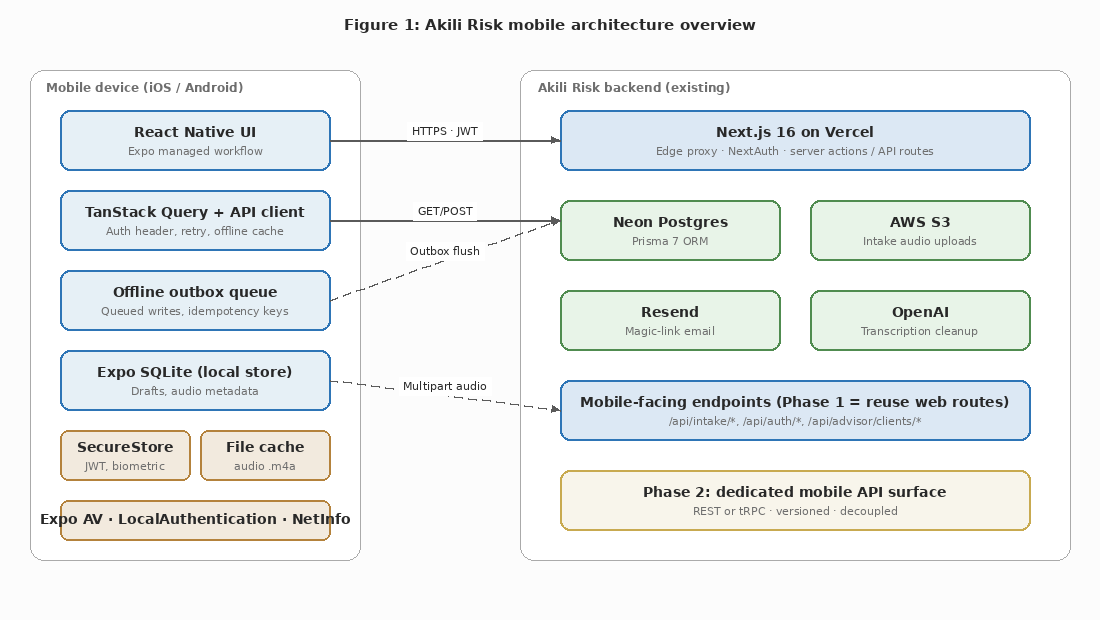 Figure 1: Akili Risk mobile architecture overview
Mobile device (iOS / Android)
React Native UI
Expo managed workflow
TanStack Query + API client
Auth header, retry, offline cache
Offline outbox queue
Queued writes, idempotency keys
Expo SQLite (local store)
Drafts, audio metadata
SecureStore
JWT, biometric
File cache
audio .m4a
Expo AV · LocalAuthentication · NetInfo
HTTPS · JWT
GET/POST
Outbox flush
Multipart audio
Akili Risk backend (existing)
Next.js 16 on Vercel
Edge proxy · NextAuth · server actions / API routes
Neon Postgres
Prisma 7 ORM
AWS S3
Intake audio uploads
Resend
Magic-link email
OpenAI
Transcription cleanup
Mobile-facing endpoints (Phase 1 = reuse web routes)
/api/intake/*, /api/auth/*, /api/advisor/clients/*
Phase 2: dedicated mobile API surface
REST or tRPC · versioned · decoupled